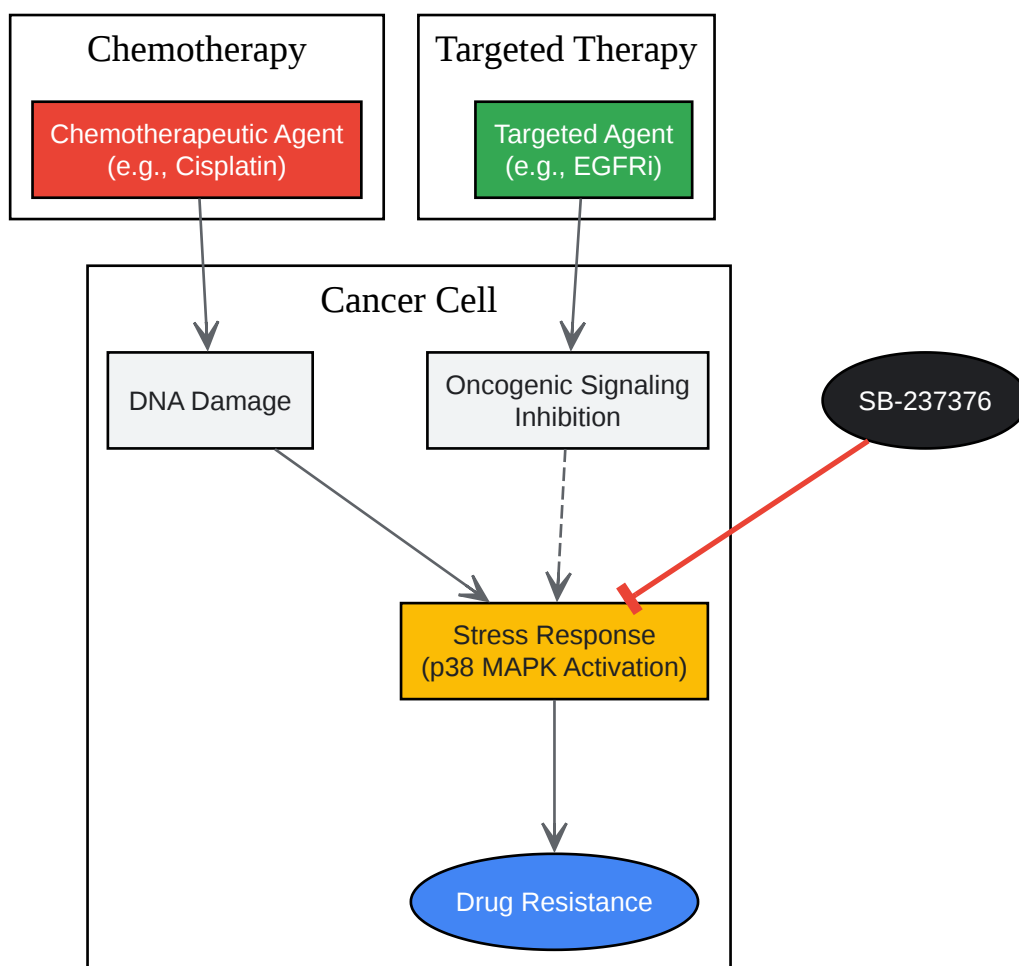 Chemotherapy
Targeted Therapy
Chemotherapeutic Agent
(e.g., Cisplatin)
Targeted Agent
(e.g., EGFRi)
Cancer Cell
DNA Damage
Oncogenic Signaling
Inhibition
SB-237376
Stress Response
(p38 MAPK Activation)
Drug Resistance